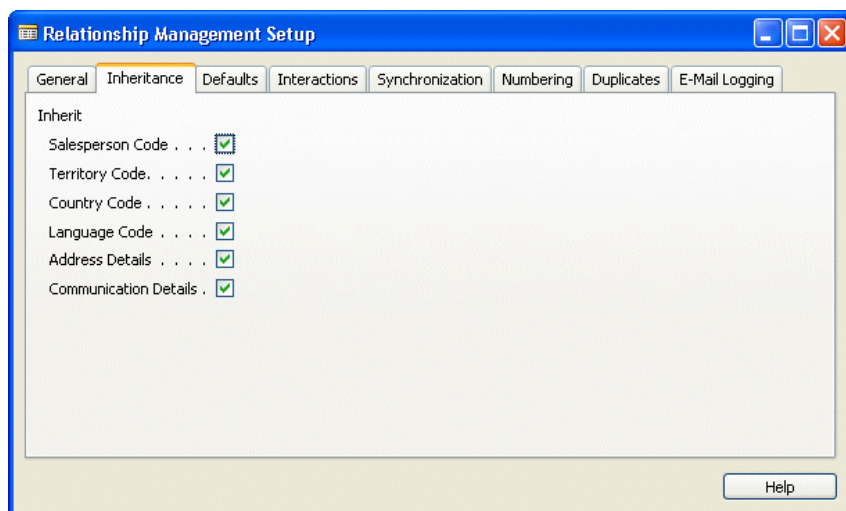 Relationship Management Setup
General Inheritance Defaults Interactions Synchronization Numbering Duplicates E-Mail Logging
Inherit
Salesperson Code . . .
Territory Code. . . . .
Country Code . . . . .
Language Code . . . .
Address Details . . . .
Communication Details .
Help